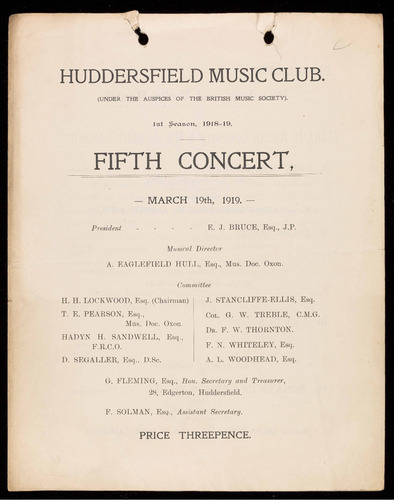 HUDDERSFIELD MUSIC CLUB.
(UNDER THE AUSPICES OF THE BRITISH MUSIC SOCIETY).
1st Season, 1918-19.
FIFTH CONCERT,
— MARCH 19th, 1919. —
President - - - - E. J. BRUCE, Esq., J.P.
Musical Director
A. EAGLEFIELD HULL, Esq., Mus. Doc. Oxon.
Committee
H. H. LOCKWOOD, Esq. (Chairman)
T. E. PEARSON, Esq.,
Mus. Doc. Oxon.
HADYN H. SANDWELL, Esq.,
F.R.C.O.
D. SEGALLER, Esq., D.Sc.
J. STANCLIFFE-ELLIS, Esq.
COL. G. W. TREBLE, C.M.G.
DR. F. W. THORNTON.
F. N. WHITELEY, Esq.
A. L. WOODHEAD, Esq.
G. FLEMING, Esq., Hon. Secretary and Treasurer,
28, Edgerton, Huddersfield.
F. SOLMAN, Esq., Assistant Secretary.
PRICE THREEPENCE.